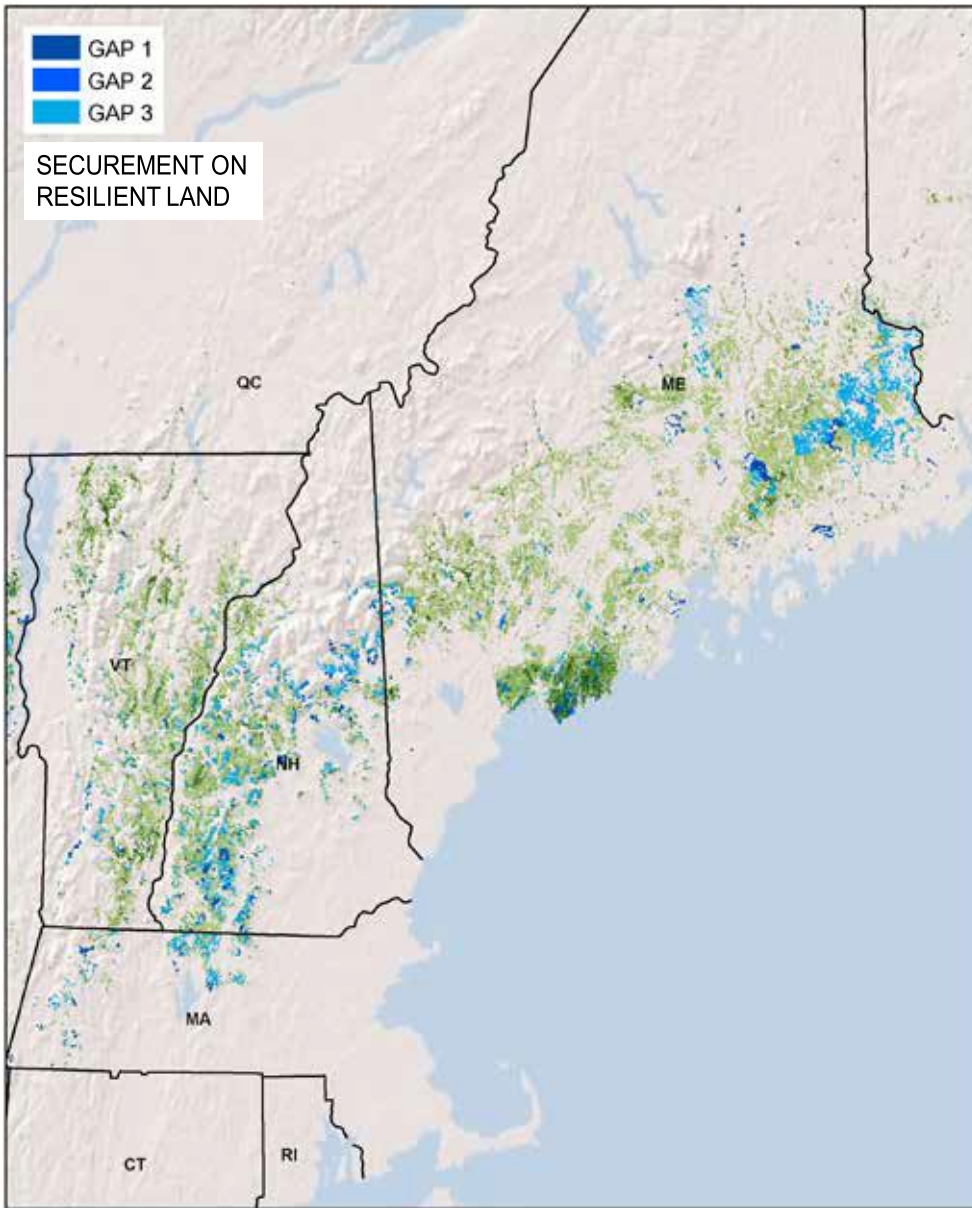 GAP 1
GAP 2
GAP 3
SECUREMENT ON
RESILIENT LAND
QC
ME
VT
NH
MA
CT
RI